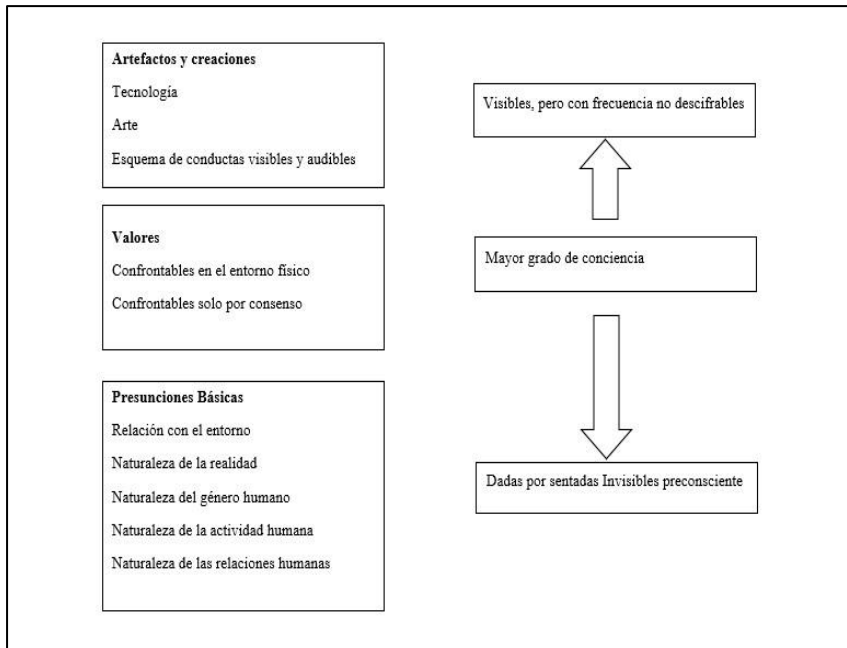 Artefactos y creaciones
Tecnología
Arte
Esquema de conductas visibles y audibles
Visibles, pero con frecuencia no descifrables
Valores
Confrontables en el entorno físico
Confrontables solo por consenso
Mayor grado de conciencia
Presunciones Básicas
Relación con el entorno
Naturaleza de la realidad
Naturaleza del género humano
Naturaleza de la actividad humana
Naturaleza de las relaciones humanas
Dadas por sentadas Invisibles preconsciente